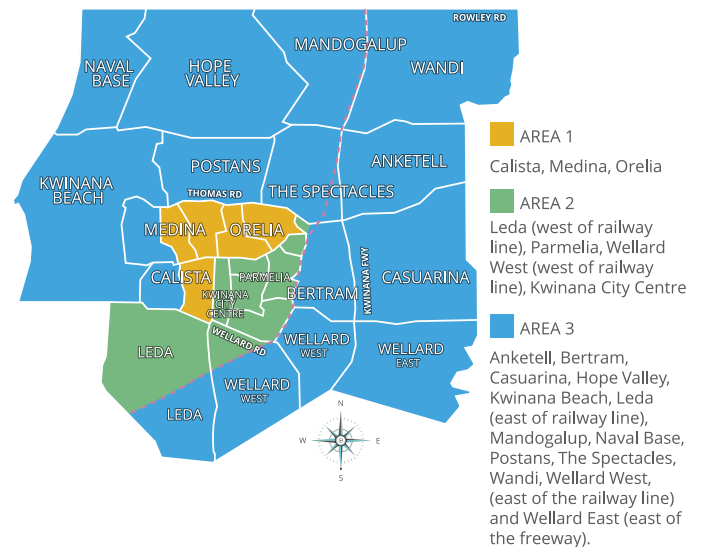 ROWLEY RD
MANDOGALUP
NAVAL
BASE
HOPE
VALLEY
WANDI
POSTANS
ANKETELL
KWINANA
BEACH
THOMAS RD
THE SPECTACLES
MEDINA
ORELIA
CALISTA
PARMELIA
KWINANA
CITY
CENTRE
BERTRAM
KWINANA FWY
CASUARINA
WELLARD RD
LEDA
WELLARD
WEST
WELLARD
EAST
WELLARD
WEST
LEDA
N
W
E
S
AREA 1
Calista, Medina, Orelia
AREA 2
Leda (west of railway
line), Parmelia, Wellard
West (west of railway
line), Kwinana City Centre
AREA 3
Anketell, Bertram,
Casuarina, Hope Valley,
Kwinana Beach, Leda
(east of railway line),
Mandogalup, Naval Base,
Postans, The Spectacles,
Wandi, Wellard West,
(east of the railway line)
and Wellard East (east of
the freeway).